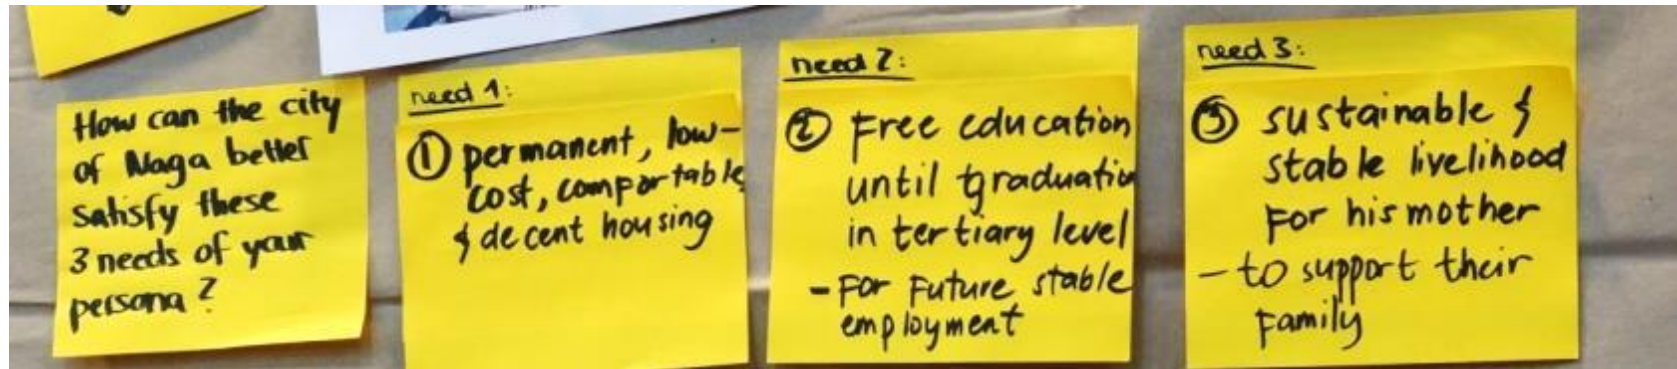 How can the city
of Naga better
satisfy these
3 needs of your
persona?
need 1:
① permanent, low-
cost, comportable
& decent housing
need 2:
② Free education
until graduation
in tertiary level
- For Future stable
employment
need 3:
③ sustainable &
stable livelihood
For his mother
- to support their
Family